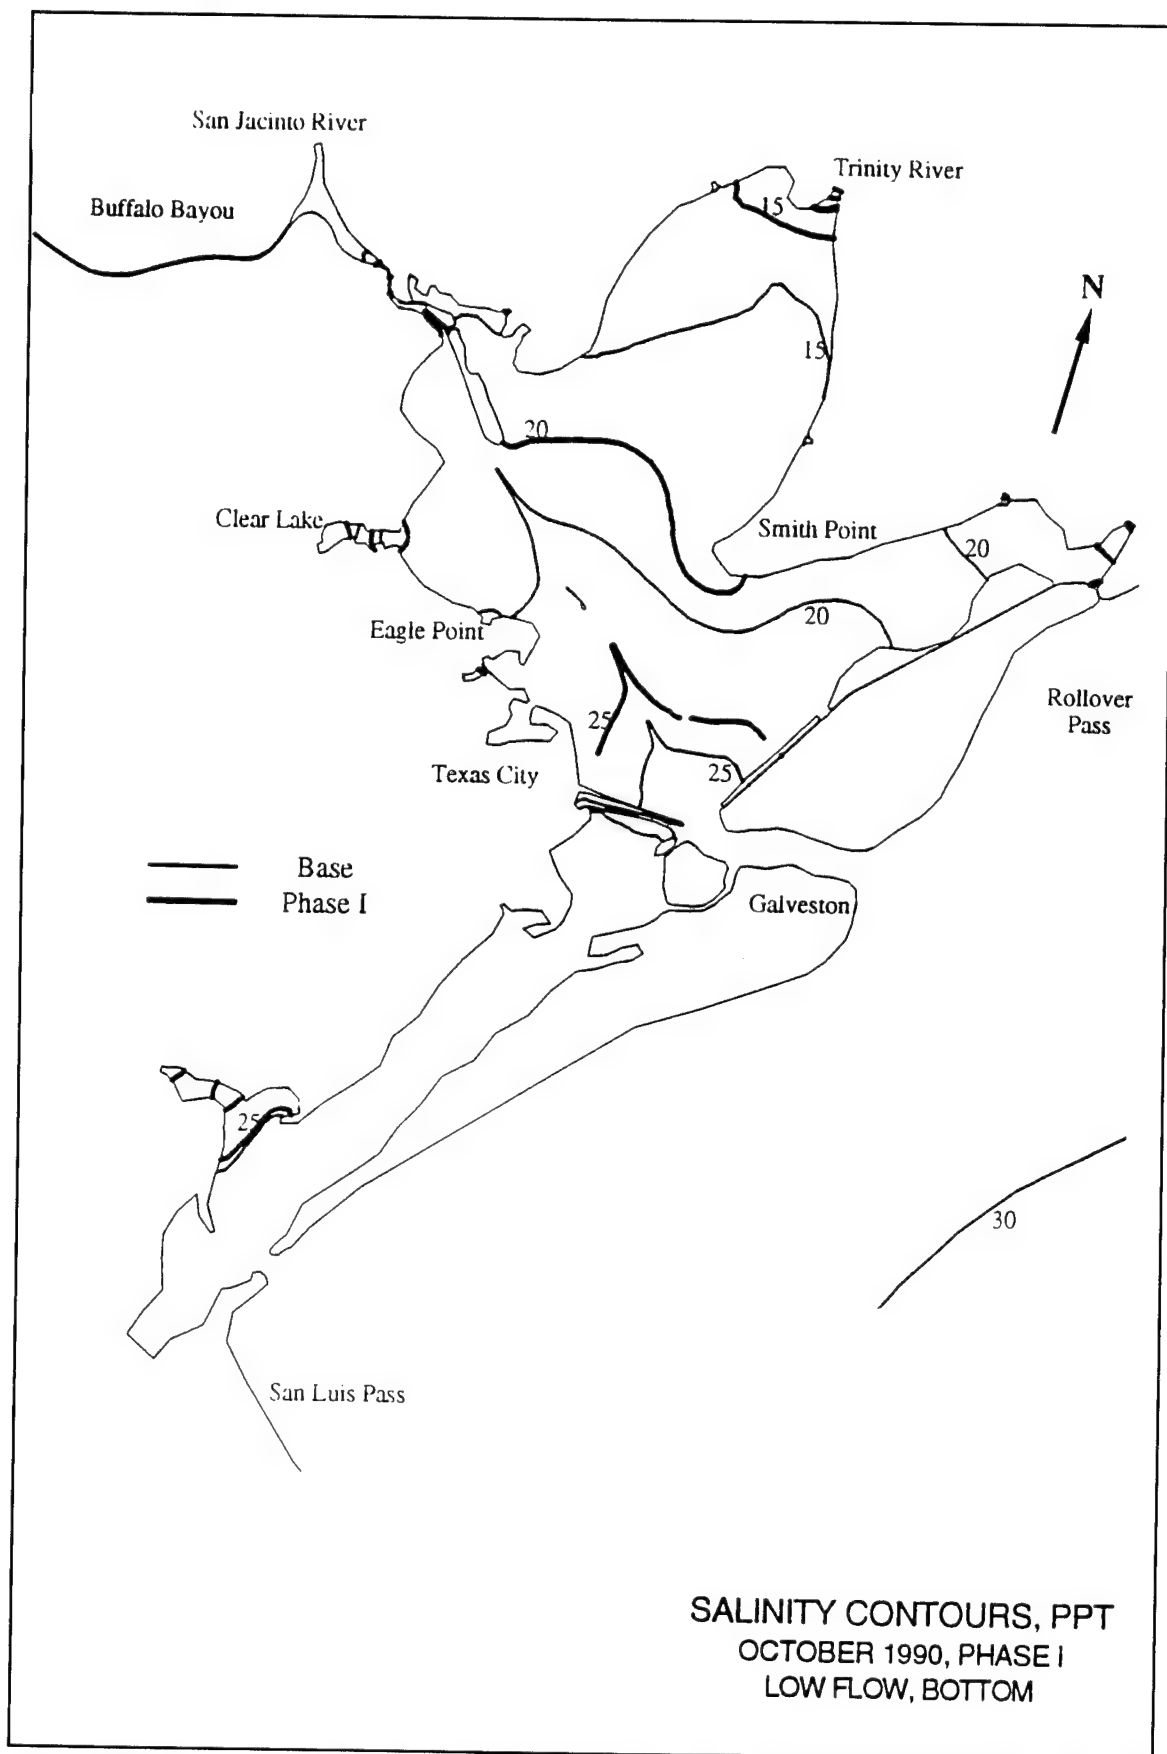 San Jacinto River
Trinity River
Buffalo Bayou
15
N
15
20
Clear Lake
Smith Point
20
20
Eagle Point
Rollover
Pass
25
25
Texas City
Base
Phase I
Galveston
25
30
San Luis Pass
SALINITY CONTOURS, PPT
OCTOBER 1990, PHASE I
LOW FLOW, BOTTOM